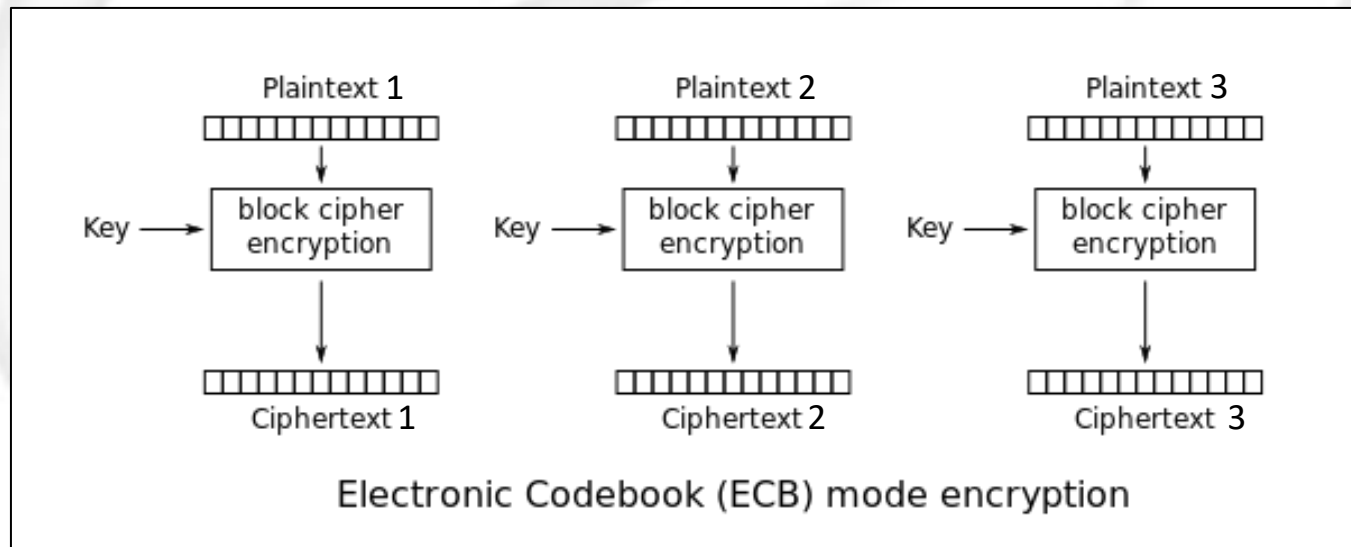 Plaintext 1 Plaintext 2 Plaintext 3
Key block cipher encryption Key block cipher encryption Key block cipher encryption
Ciphertext 1 Ciphertext 2 Ciphertext 3
Electronic Codebook (ECB) mode encryption